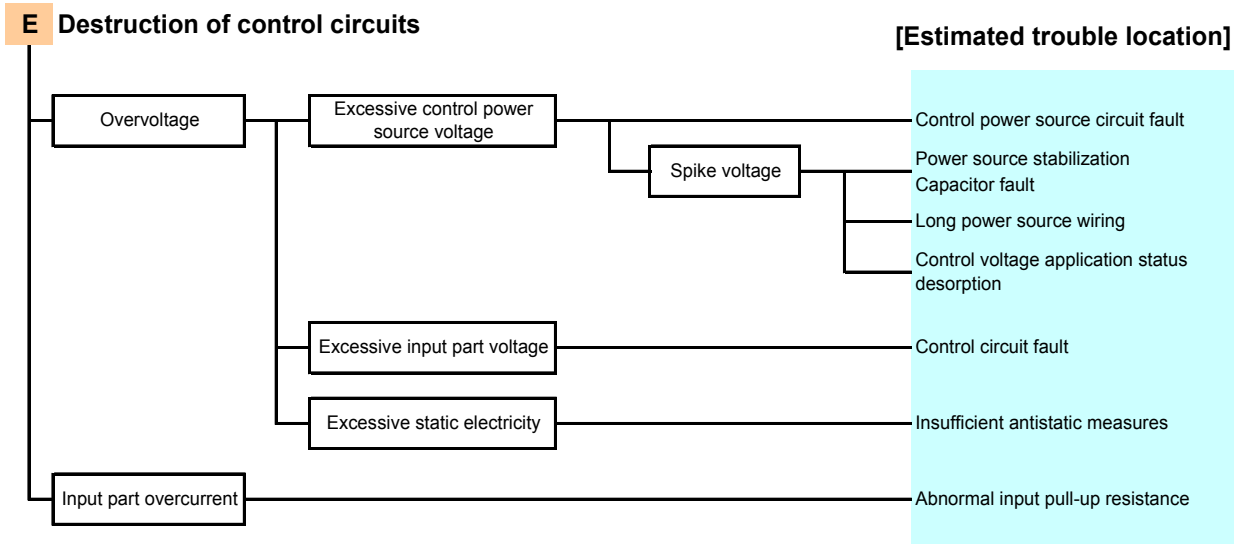 E Destruction of control circuits
[Estimated trouble location]
Overvoltage
Excessive control power
source voltage
Control power source circuit fault
Spike voltage
Power source stabilization
Capacitor fault
Long power source wiring
Control voltage application status
desorption
Excessive input part voltage
Control circuit fault
Excessive static electricity
Insufficient antistatic measures
Input part overcurrent
Abnormal input pull-up resistance